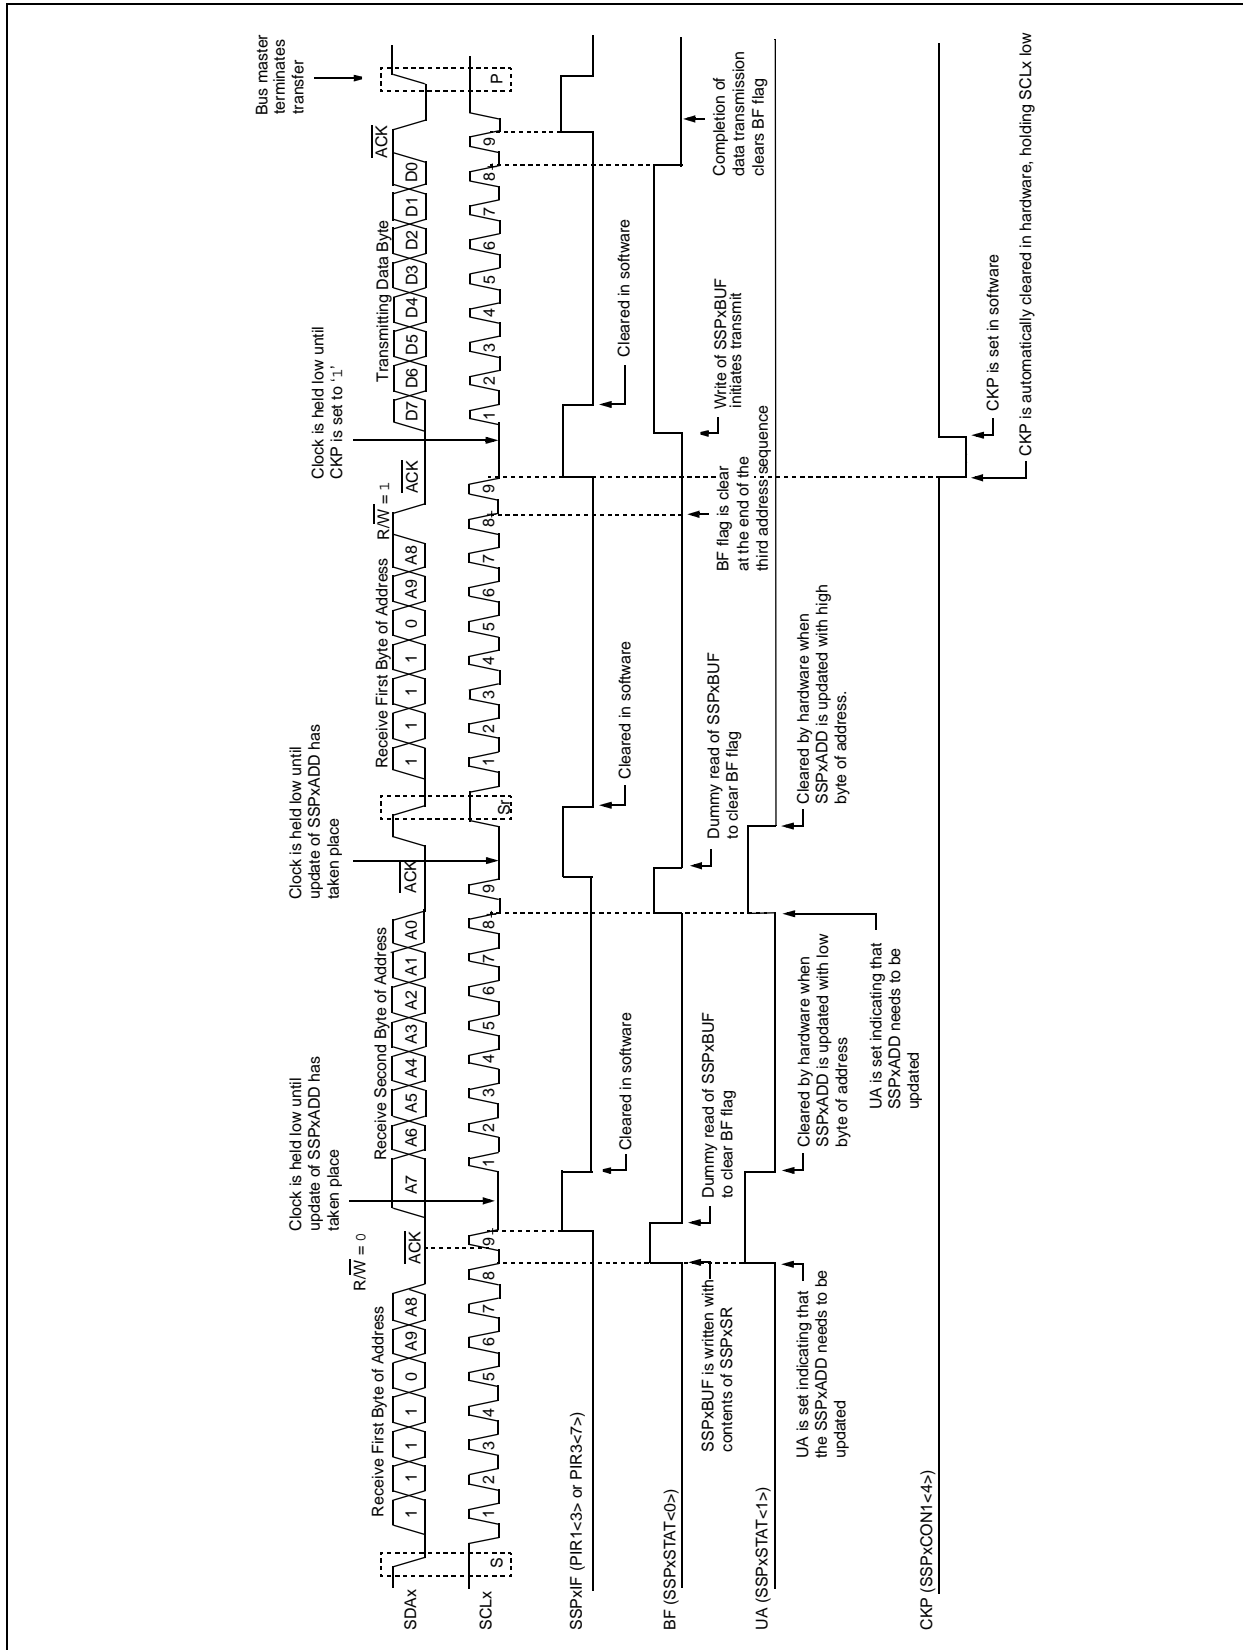 Bus master
terminates
transfer
Clock is held low until
CKP is set to '1'
Clock is held low until
update of SSPxADD has
taken place
Clock is held low until
update of SSPxADD has
taken place
R/W = 0
R/W = 1
Receive First Byte of Address
Receive Second Byte of Address
Receive First Byte of Address
Transmitting Data Byte
ACK
ACK
ACK
ACK
SDAx
1 1 1 1 0 A9 A8 A7 A6 A5 A4 A3 A2 A1 A0 1 1 1 1 0 A9 A8 D7 D6 D5 D4 D3 D2 D1 D0
SCLx
S 1 2 3 4 5 6 7 8 9 1 2 3 4 5 6 7 8 9 Sr 1 2 3 4 5 6 7 8 9 1 2 3 4 5 6 7 8 9 P
SSPxIF (PIR1<3> or PIR3<7>)
Cleared in software
Cleared in software
Cleared in software
BF (SSPxSTAT<0>)
SSPxBUF is written with
contents of SSPxSR
Dummy read of SSPxBUF
to clear BF flag
Dummy read of SSPxBUF
to clear BF flag
BF flag is clear
at the end of the
third address sequence
Write of SSPxBUF
initiates transmit
Completion of
data transmission
clears BF flag
UA (SSPxSTAT<1>)
UA is set indicating that
the SSPxADD needs to be
updated
Cleared by hardware when
SSPxADD is updated with low
byte of address
UA is set indicating that
SSPxADD needs to be
updated
Cleared by hardware when
SSPxADD is updated with high
byte of address.
CKP (SSPxCON1<4>)
CKP is set in software
CKP is automatically cleared in hardware, holding SCLx low